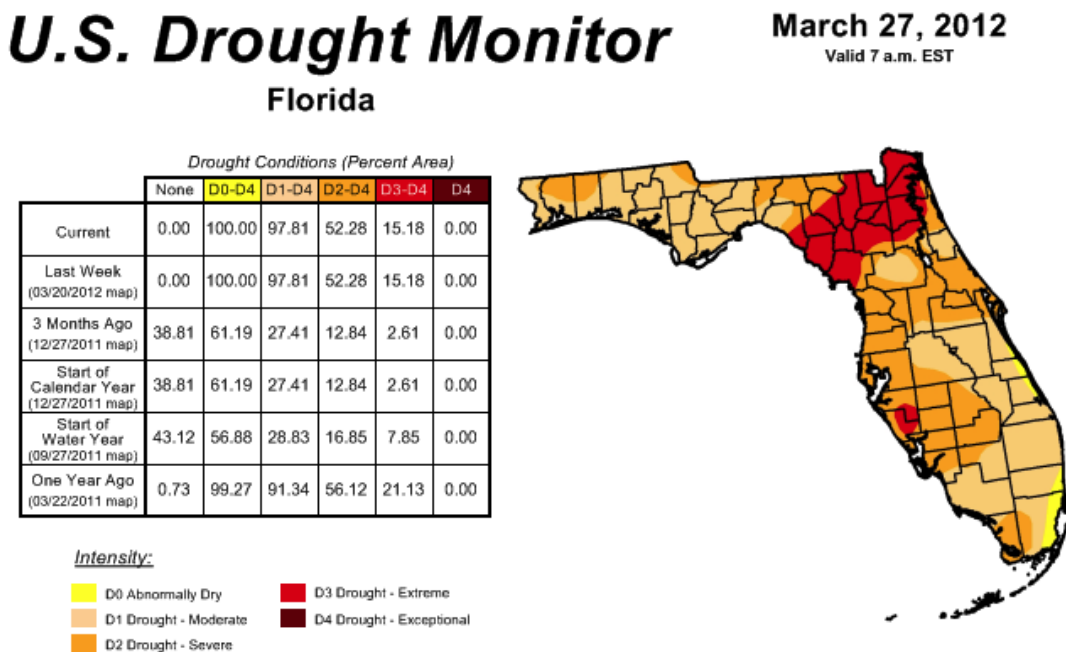 U.S. Drought Monitor
Florida
March 27, 2012
Valid 7 a.m. EST
Drought Conditions (Percent Area)
None D0-D4 D1-D4 D2-D4 D3-D4 D4
Current 0.00 100.00 97.81 52.28 15.18 0.00
Last Week
(03/20/2012 map) 0.00 100.00 97.81 52.28 15.18 0.00
3 Months Ago
(12/27/2011 map) 38.81 61.19 27.41 12.84 2.61 0.00
Start of
Calendar Year
(12/27/2011 map) 38.81 61.19 27.41 12.84 2.61 0.00
Start of
Water Year
(09/27/2011 map) 43.12 56.88 28.83 16.85 7.85 0.00
One Year Ago
(03/22/2011 map) 0.73 99.27 91.34 56.12 21.13 0.00
Intensity:
D0 Abnormally Dry
D1 Drought - Moderate
D2 Drought - Severe
D3 Drought - Extreme
D4 Drought - Exceptional